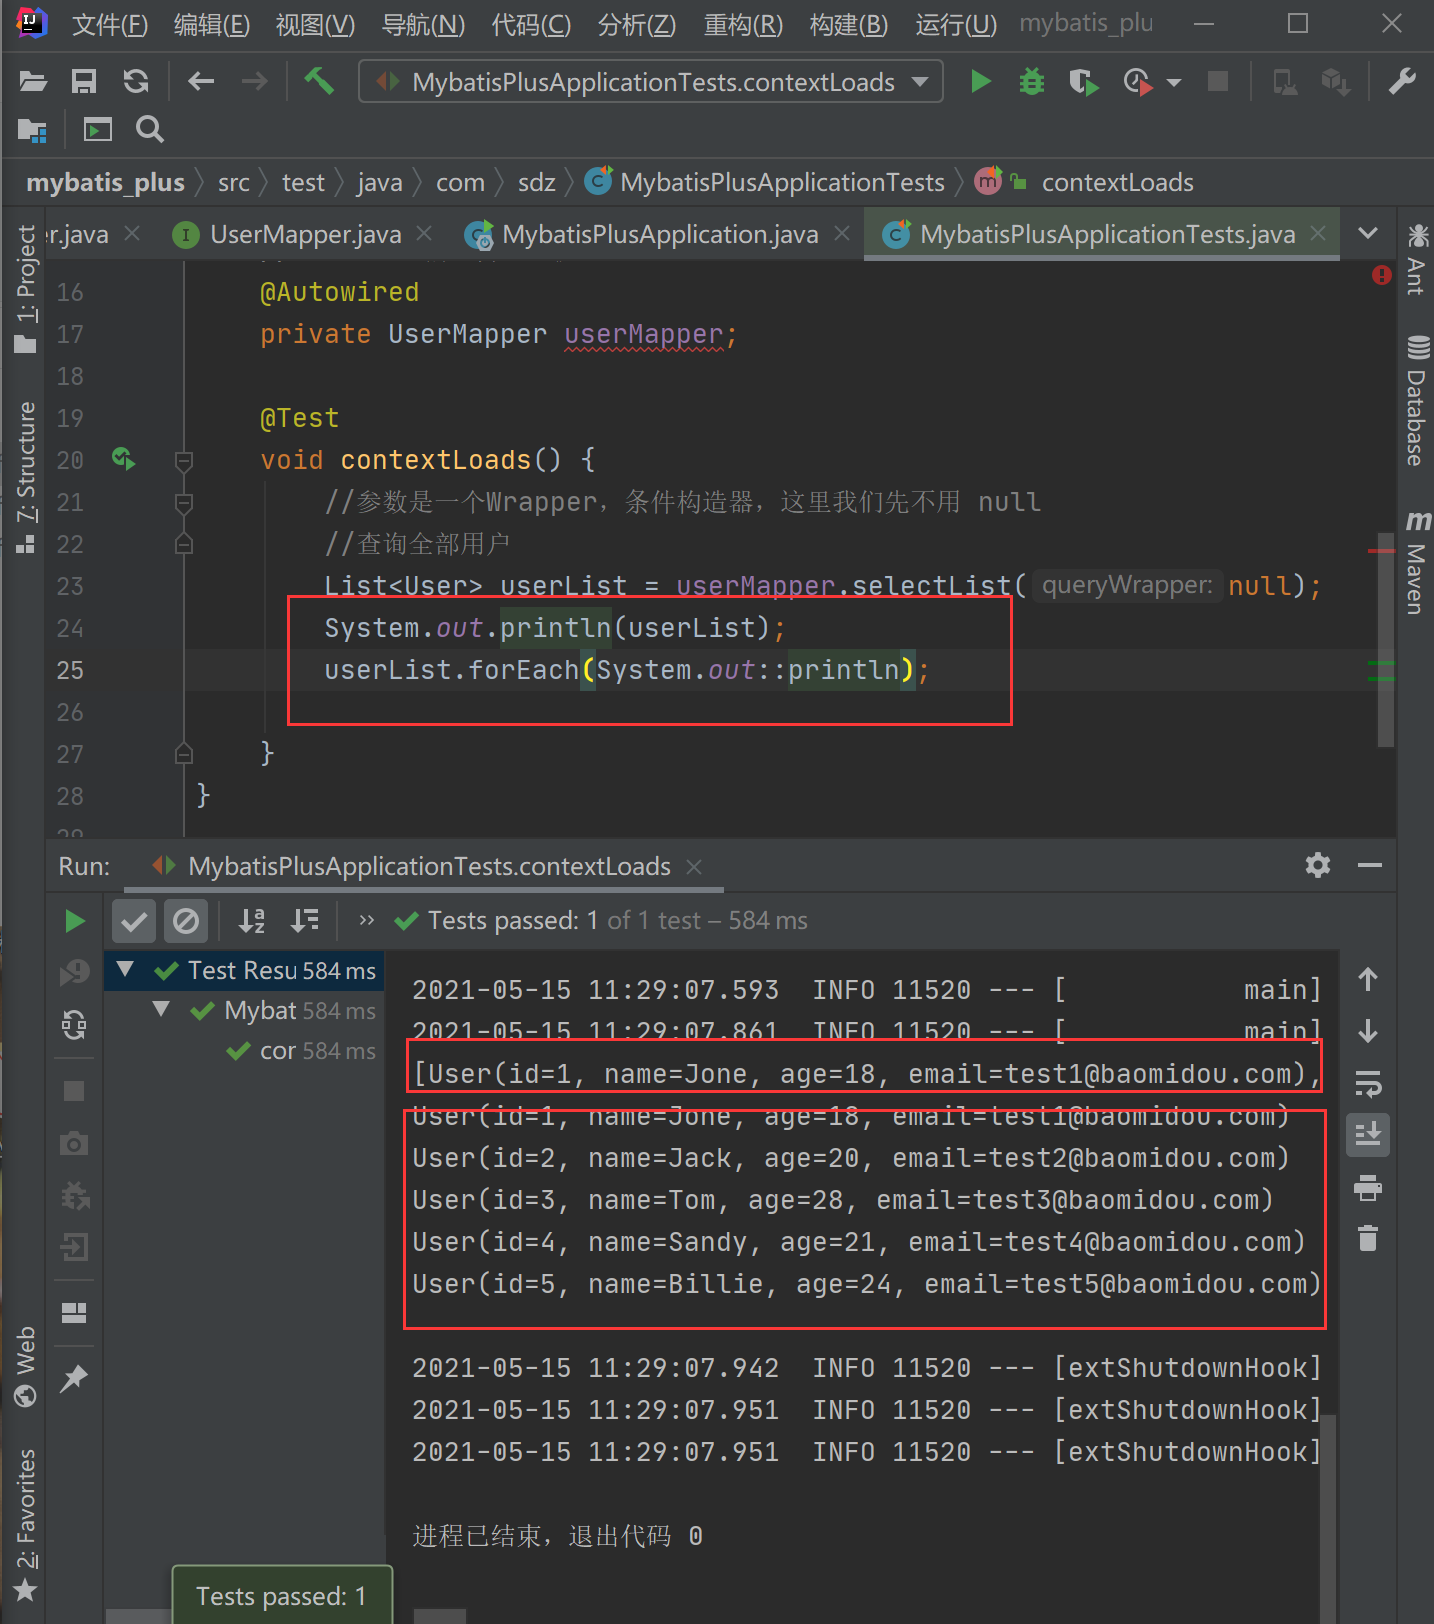 文件(F) 编辑(E) 视图(V) 导航(N) 代码(C) 分析(Z) 重构(R) 构建(B) 运行(U) mybatis_plu
MybatisPlusApplicationTests.contextLoads
mybatis_plus src test java com sdz MybatisPlusApplicationTests contextLoads
er.java UserMapper.java MybatisPlusApplication.java MybatisPlusApplicationTests.java
1: Project
7: Structure
Ant
Database
Maven
16 @Autowired
17 private UserMapper userMapper;
18
19 @Test
20 void contextLoads() {
21 //参数是一个Wrapper，条件构造器，这里我们先不用 null
22 //查询全部用户
23 List<User> userList = userMapper.selectList( queryWrapper: null);
24 System.out.println(userList);
25 userList.forEach(System.out::println);
26
27 }
28 }
29
Run: MybatisPlusApplicationTests.contextLoads
Tests passed: 1 of 1 test – 584 ms
Test Resu 584 ms
Mybat 584 ms
cor 584 ms
2021-05-15 11:29:07.593 INFO 11520 --- [ main]
2021-05-15 11:29:07.861 INFO 11520 --- [ main]
[User(id=1, name=Jone, age=18, email=test1@baomidou.com),
User(id=1, name=Jone, age=18, email=test1@baomidou.com)
User(id=2, name=Jack, age=20, email=test2@baomidou.com)
User(id=3, name=Tom, age=28, email=test3@baomidou.com)
User(id=4, name=Sandy, age=21, email=test4@baomidou.com)
User(id=5, name=Billie, age=24, email=test5@baomidou.com)
2021-05-15 11:29:07.942 INFO 11520 --- [extShutdownHook]
2021-05-15 11:29:07.951 INFO 11520 --- [extShutdownHook]
2021-05-15 11:29:07.951 INFO 11520 --- [extShutdownHook]
进程已结束，退出代码 0
Web
2: Favorites
Tests passed: 1